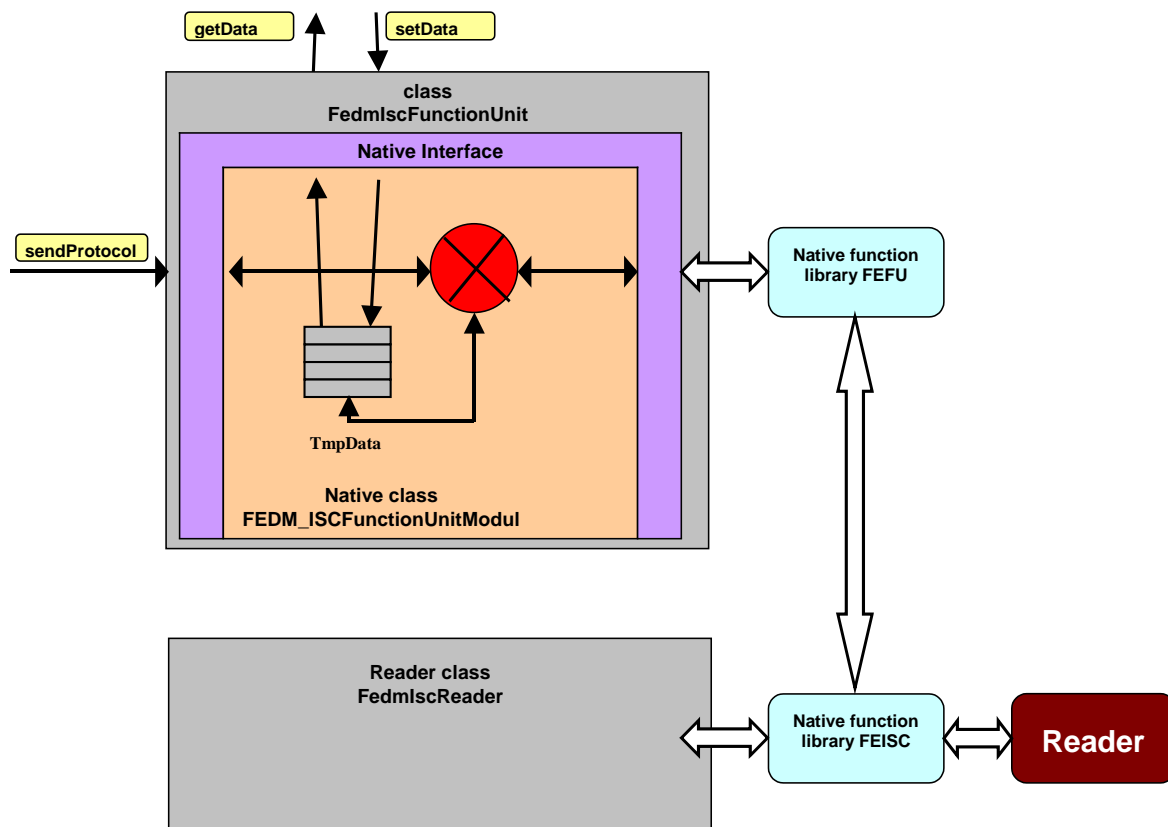 getData
setData
class
FedmIscFunctionUnit
Native Interface
sendProtocol
Native function
library FEFU
TmpData
Native class
FEDM_ISCFunctionUnitModul
Reader class
FedmIscReader
Native function
library FEISC
Reader